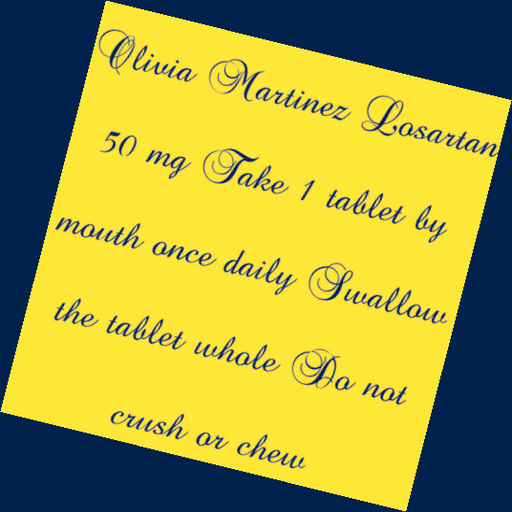 Olivia Martinez Losartan
50 mg Take 1 tablet by
mouth once daily Swallow
the tablet whole Do not
crush or chew